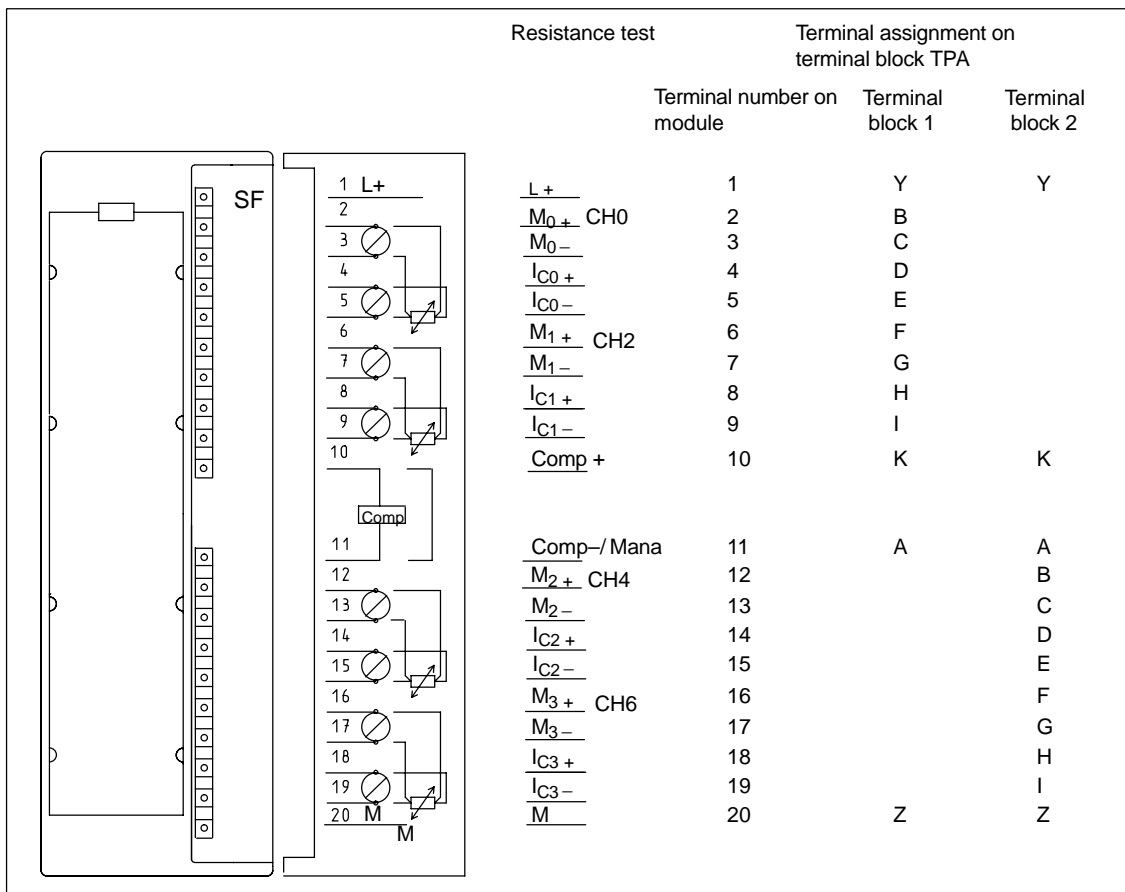 Resistance test Terminal assignment on
terminal block TPA
Terminal number on Terminal Terminal
module block 1 block 2
SF
1 L+ L + 1 Y Y
2 M0 + CH0 2 B
3 M0 – 3 C
4 IC0 + 4 D
5 IC0 – 5 E
6 M1 + CH2 6 F
7 M1 – 7 G
8 IC1 + 8 H
9 IC1 – 9 I
10 Comp + 10 K K
Comp
11 Comp–/ Mana 11 A A
12 M2 + CH4 12 B
13 M2 – 13 C
14 IC2 + 14 D
15 IC2 – 15 E
16 M3 + CH6 16 F
17 M3 – 17 G
18 IC3 + 18 H
19 IC3 – 19 I
20 M M 20 Z Z
M